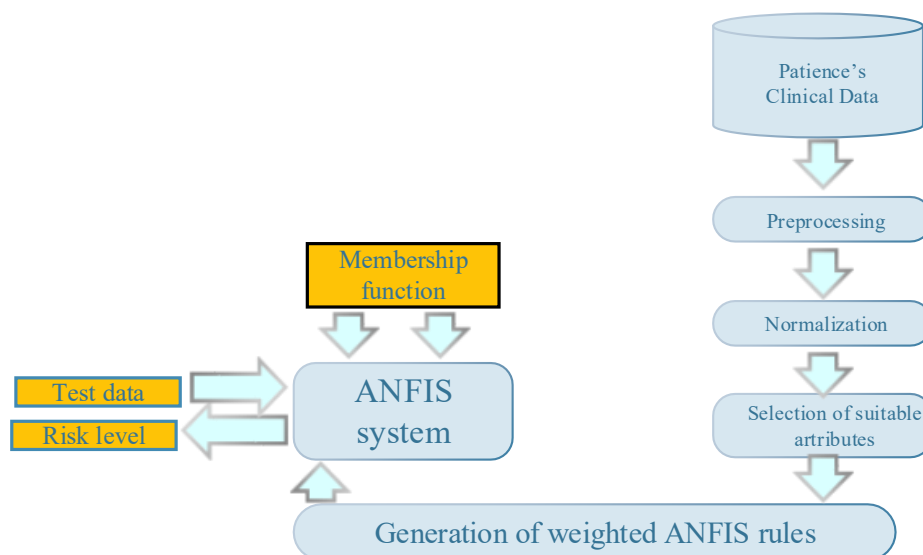 Patience’s
Clinical Data
Preprocessing
Membership
function
Normalization
ANFIS
system
Test data
Risk level
Selection of suitable
artributes
Generation of weighted ANFIS rules